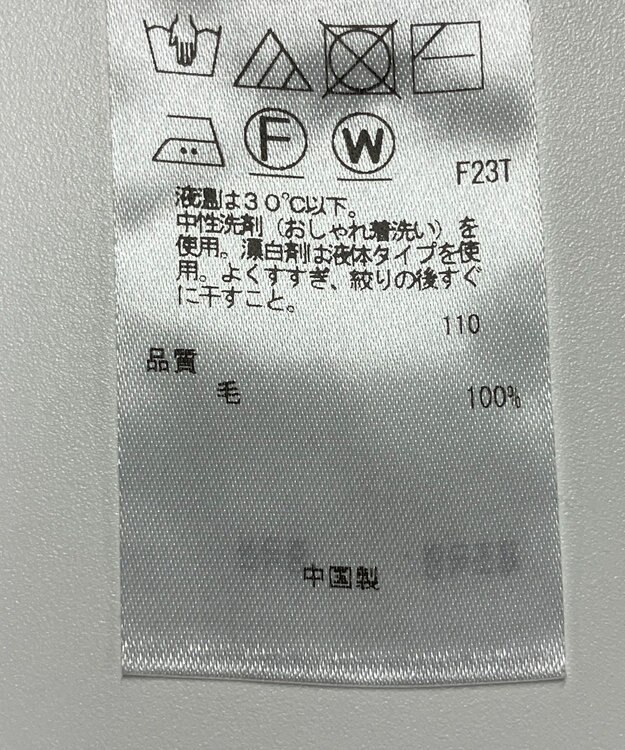 F W
F23T
液温は30℃以下。
中性洗剤（おしゃれ着洗い）を
使用。漂白剤は液体タイプを使
用。よくすすぎ、絞りの後すぐ
に干すこと。
110
品質
毛 100%
中国製